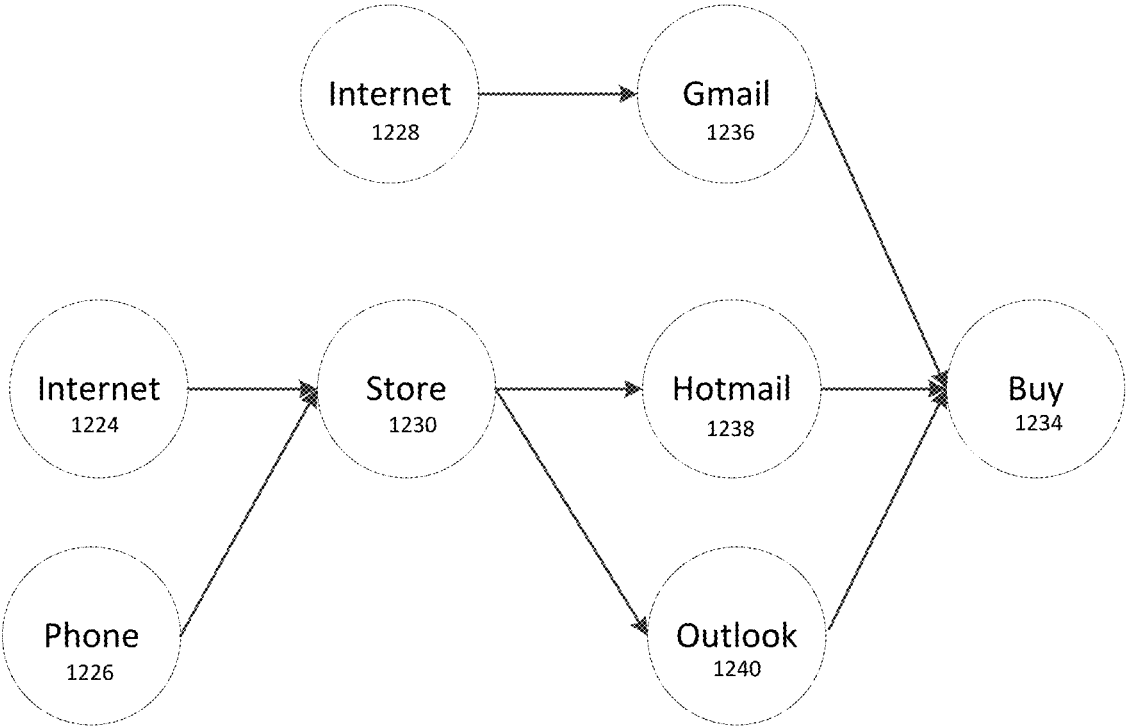 Internet
1228
Gmail
1236
Internet
1224
Store
1230
Hotmail
1238
Buy
1234
Phone
1226
Outlook
1240